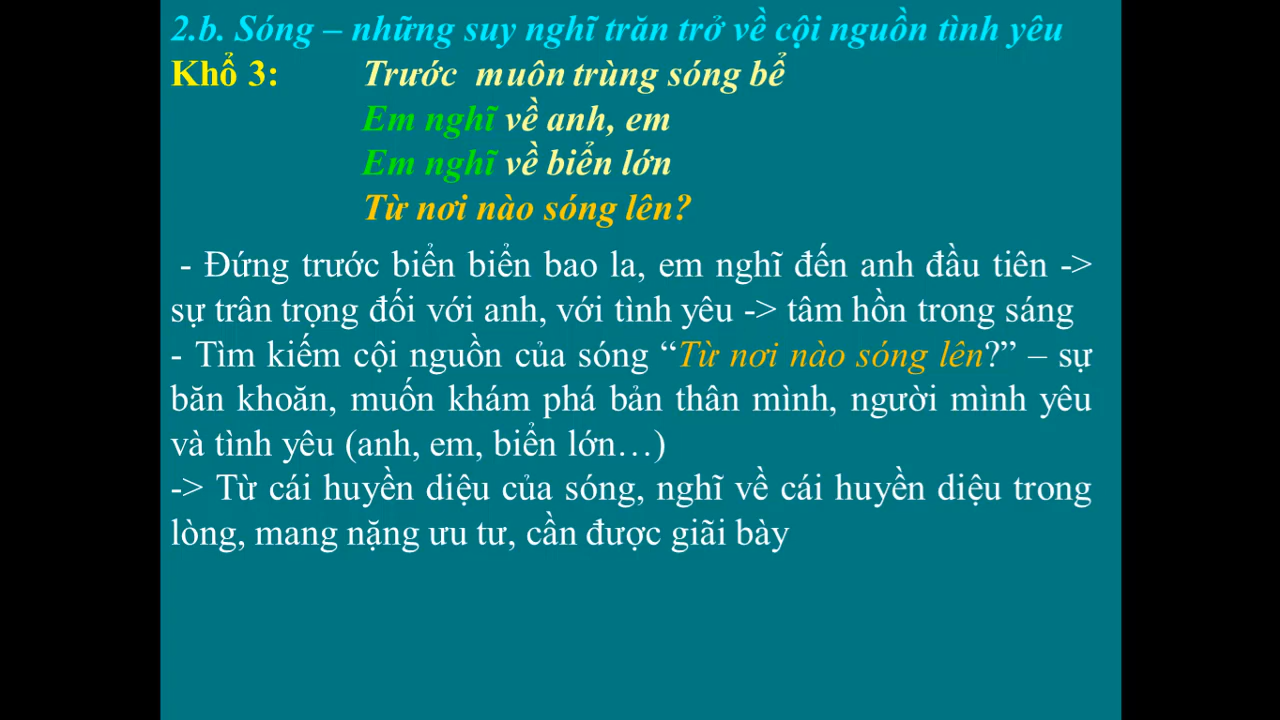 2.b. Sóng – những suy nghĩ trăn trở về cội nguồn tình yêu
Khổ 3: Trước muôn trùng sóng bể
Em nghĩ về anh, em
Em nghĩ về biển lớn
Từ nơi nào sóng lên?
- Đứng trước biển biển bao la, em nghĩ đến anh đầu tiên ->
sự trân trọng đối với anh, với tình yêu -> tâm hồn trong sáng
- Tìm kiếm cội nguồn của sóng “Từ nơi nào sóng lên?” – sự
băn khoăn, muốn khám phá bản thân mình, người mình yêu
và tình yêu (anh, em, biển lớn…)
-> Từ cái huyền diệu của sóng, nghĩ về cái huyền diệu trong
lòng, mang nặng ưu tư, cần được giãi bày